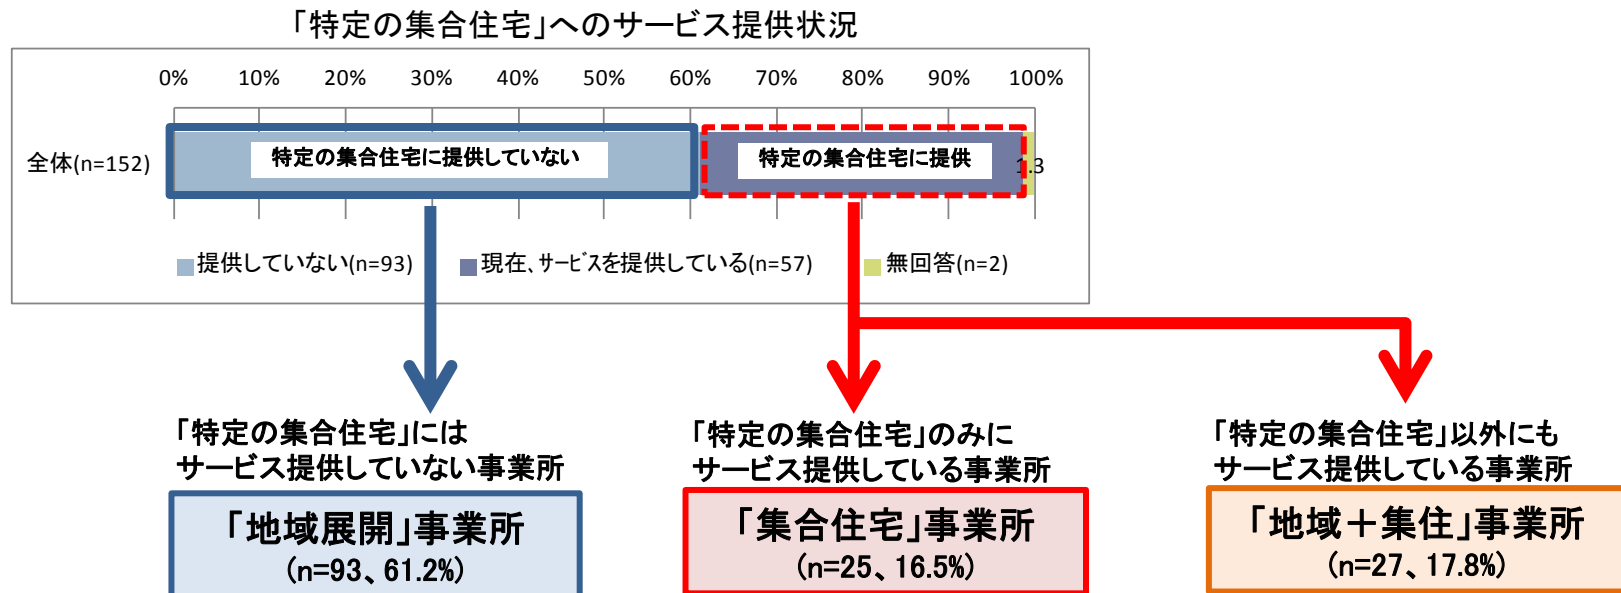 「特定の集合住宅」へのサービス提供状況
0% 10% 20% 30% 40% 50% 60% 70% 80% 90% 100%
全体(n=152)
特定の集合住宅に提供していない
特定の集合住宅に提供
1.3
提供していない(n=93)
現在、サービスを提供している(n=57)
無回答(n=2)
「特定の集合住宅」には
サービス提供していない事業所
「地域展開」事業所
(n=93、61.2%)
「特定の集合住宅」のみに
サービス提供している事業所
「集合住宅」事業所
(n=25、16.5%)
「特定の集合住宅」以外にも
サービス提供している事業所
「地域＋集住」事業所
(n=27、17.8%)